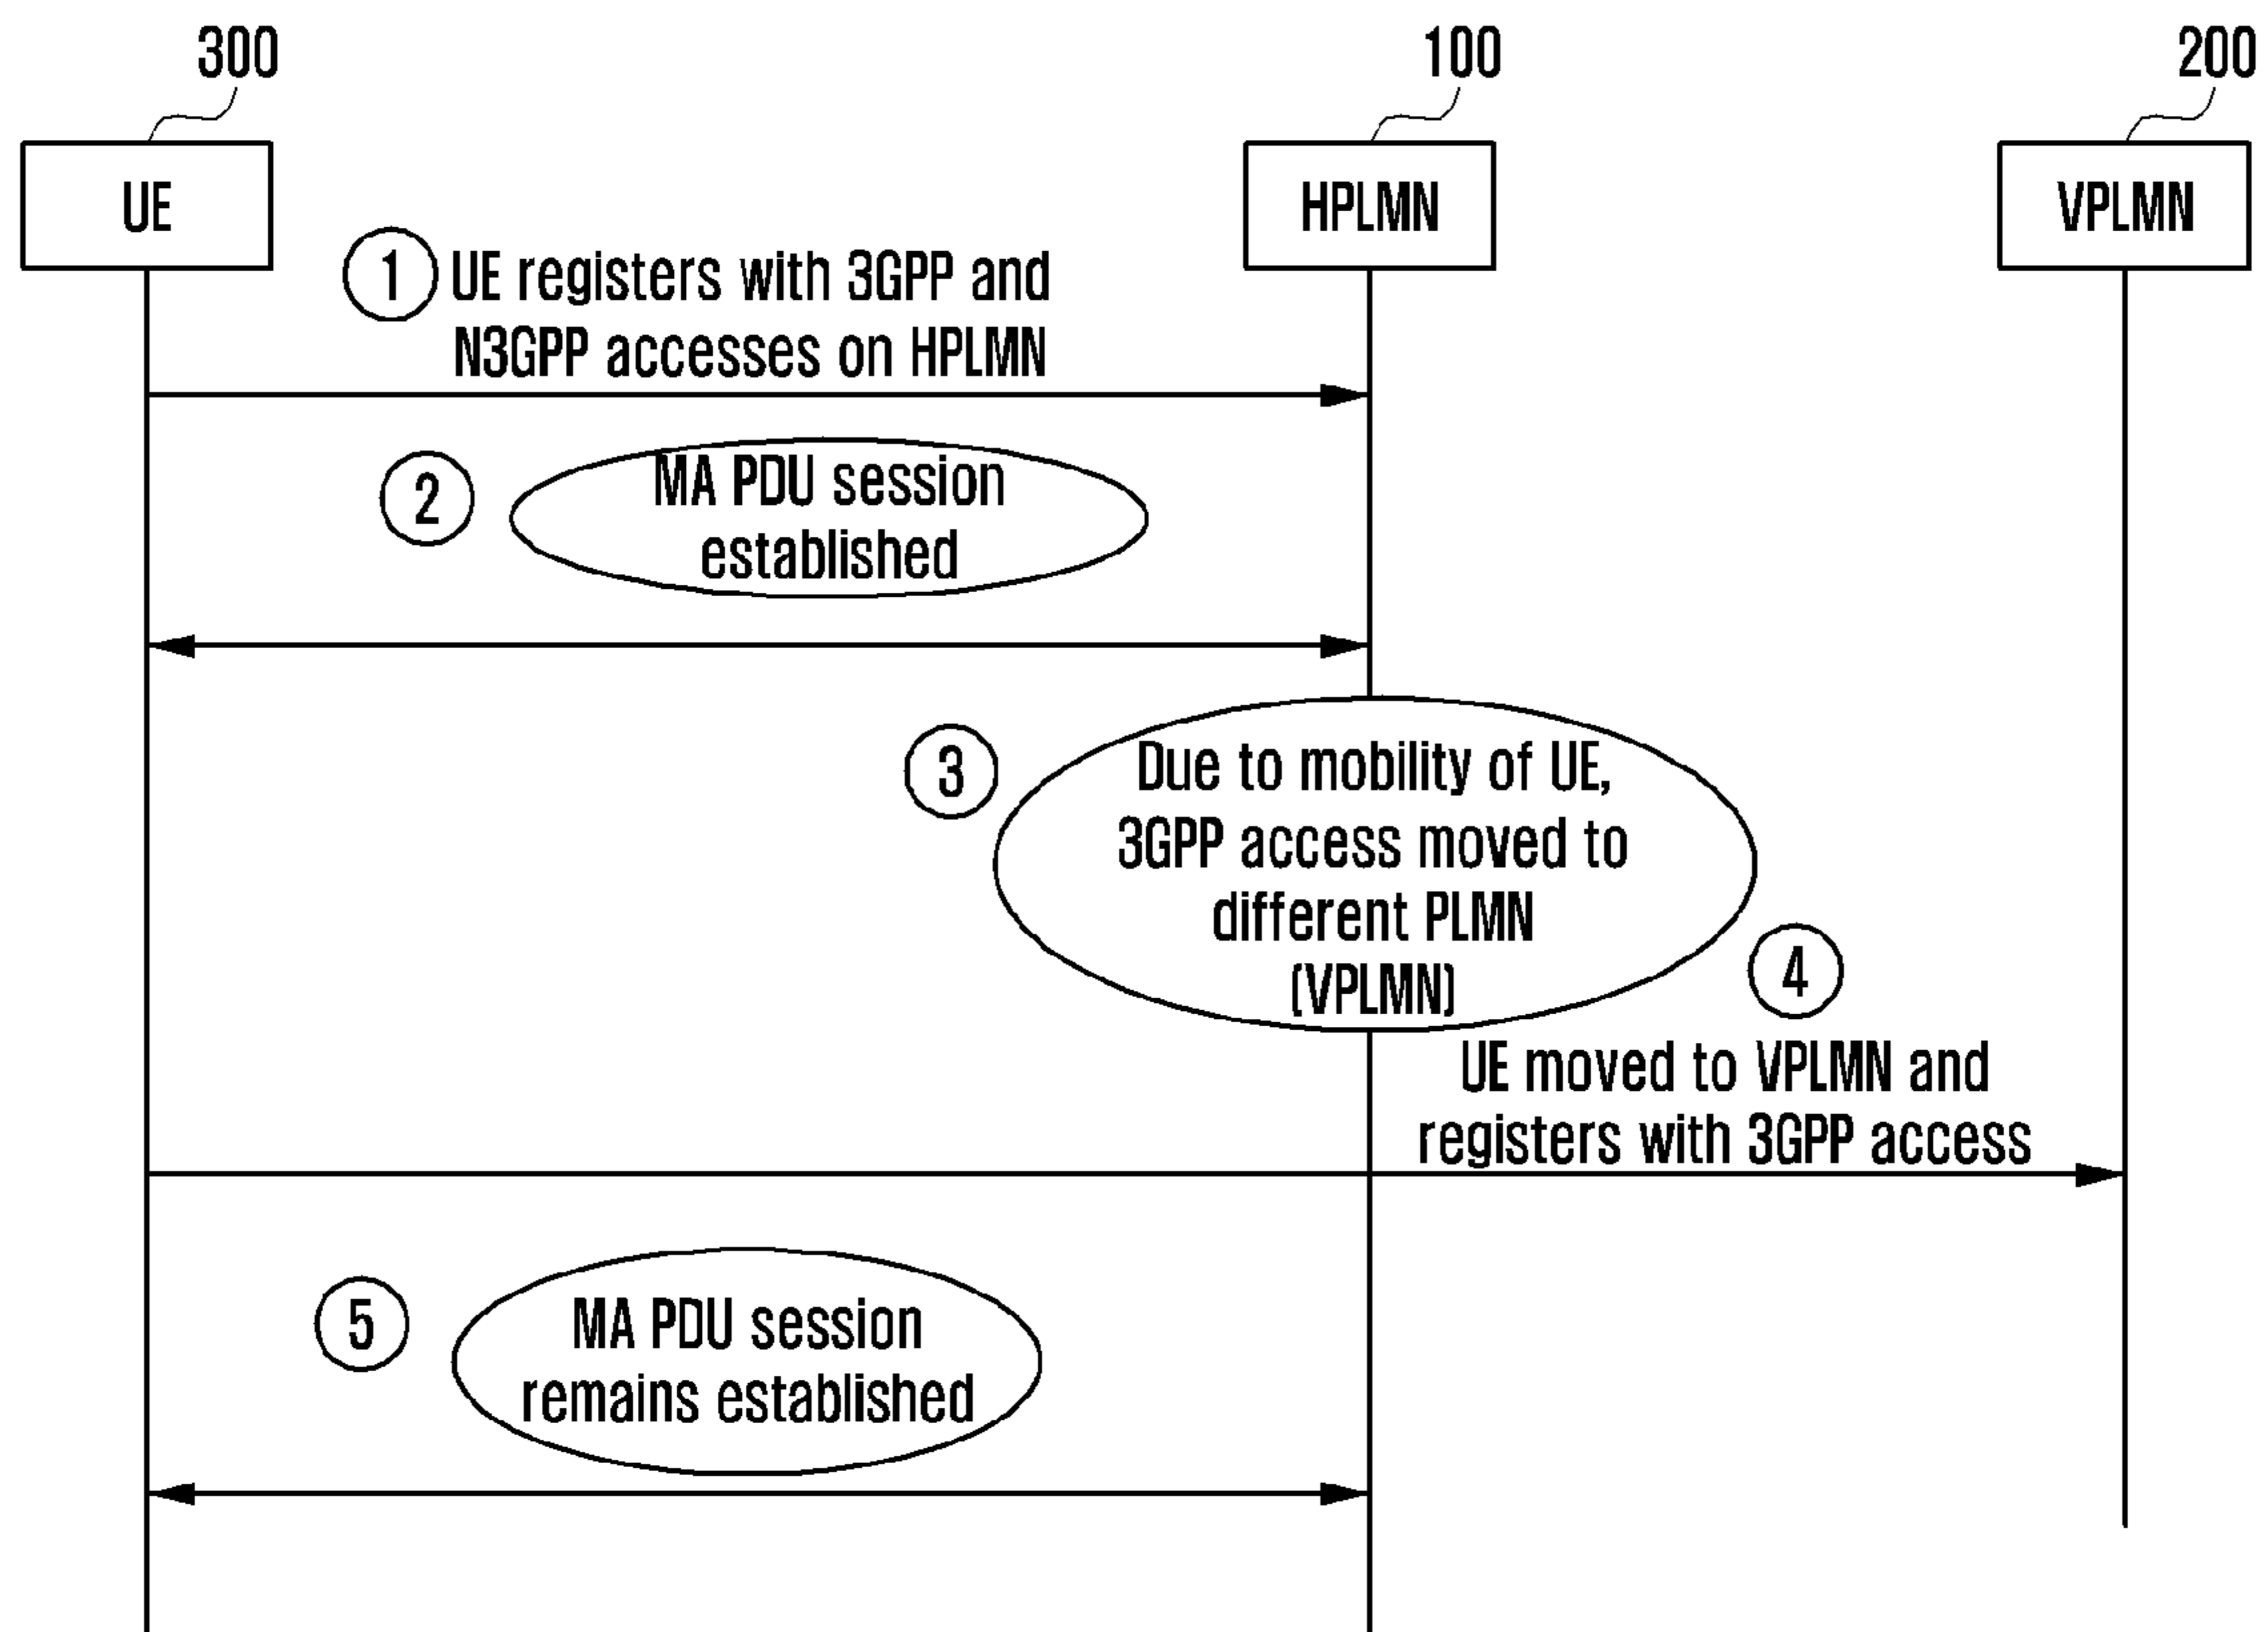 300
100
200
UE
HPLMN
VPLMN
1
UE registers with 3GPP and
N3GPP accesses on HPLMN
2
MA PDU session
established
3
Due to mobility of UE,
3GPP access moved to
different PLMN
(VPLMN)
4
UE moved to VPLMN and
registers with 3GPP access
5
MA PDU session
remains established